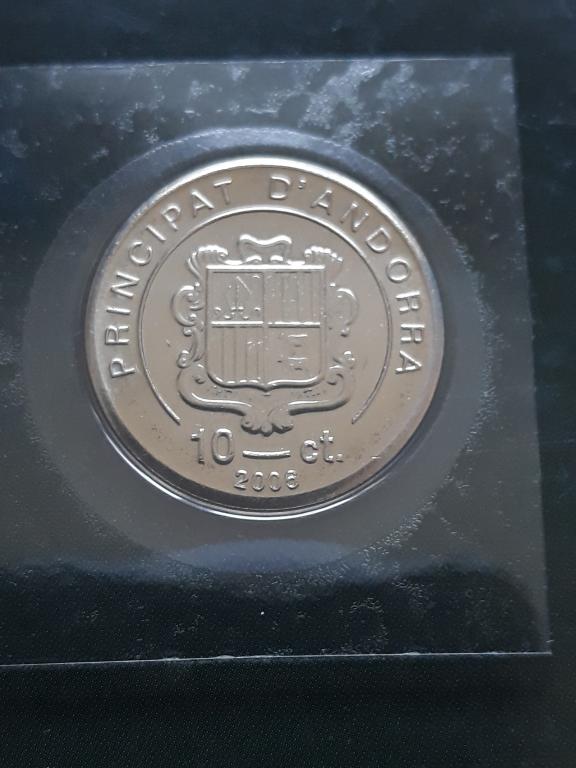 PRINCIPAT D'ANDORRA
10 ct.
2006